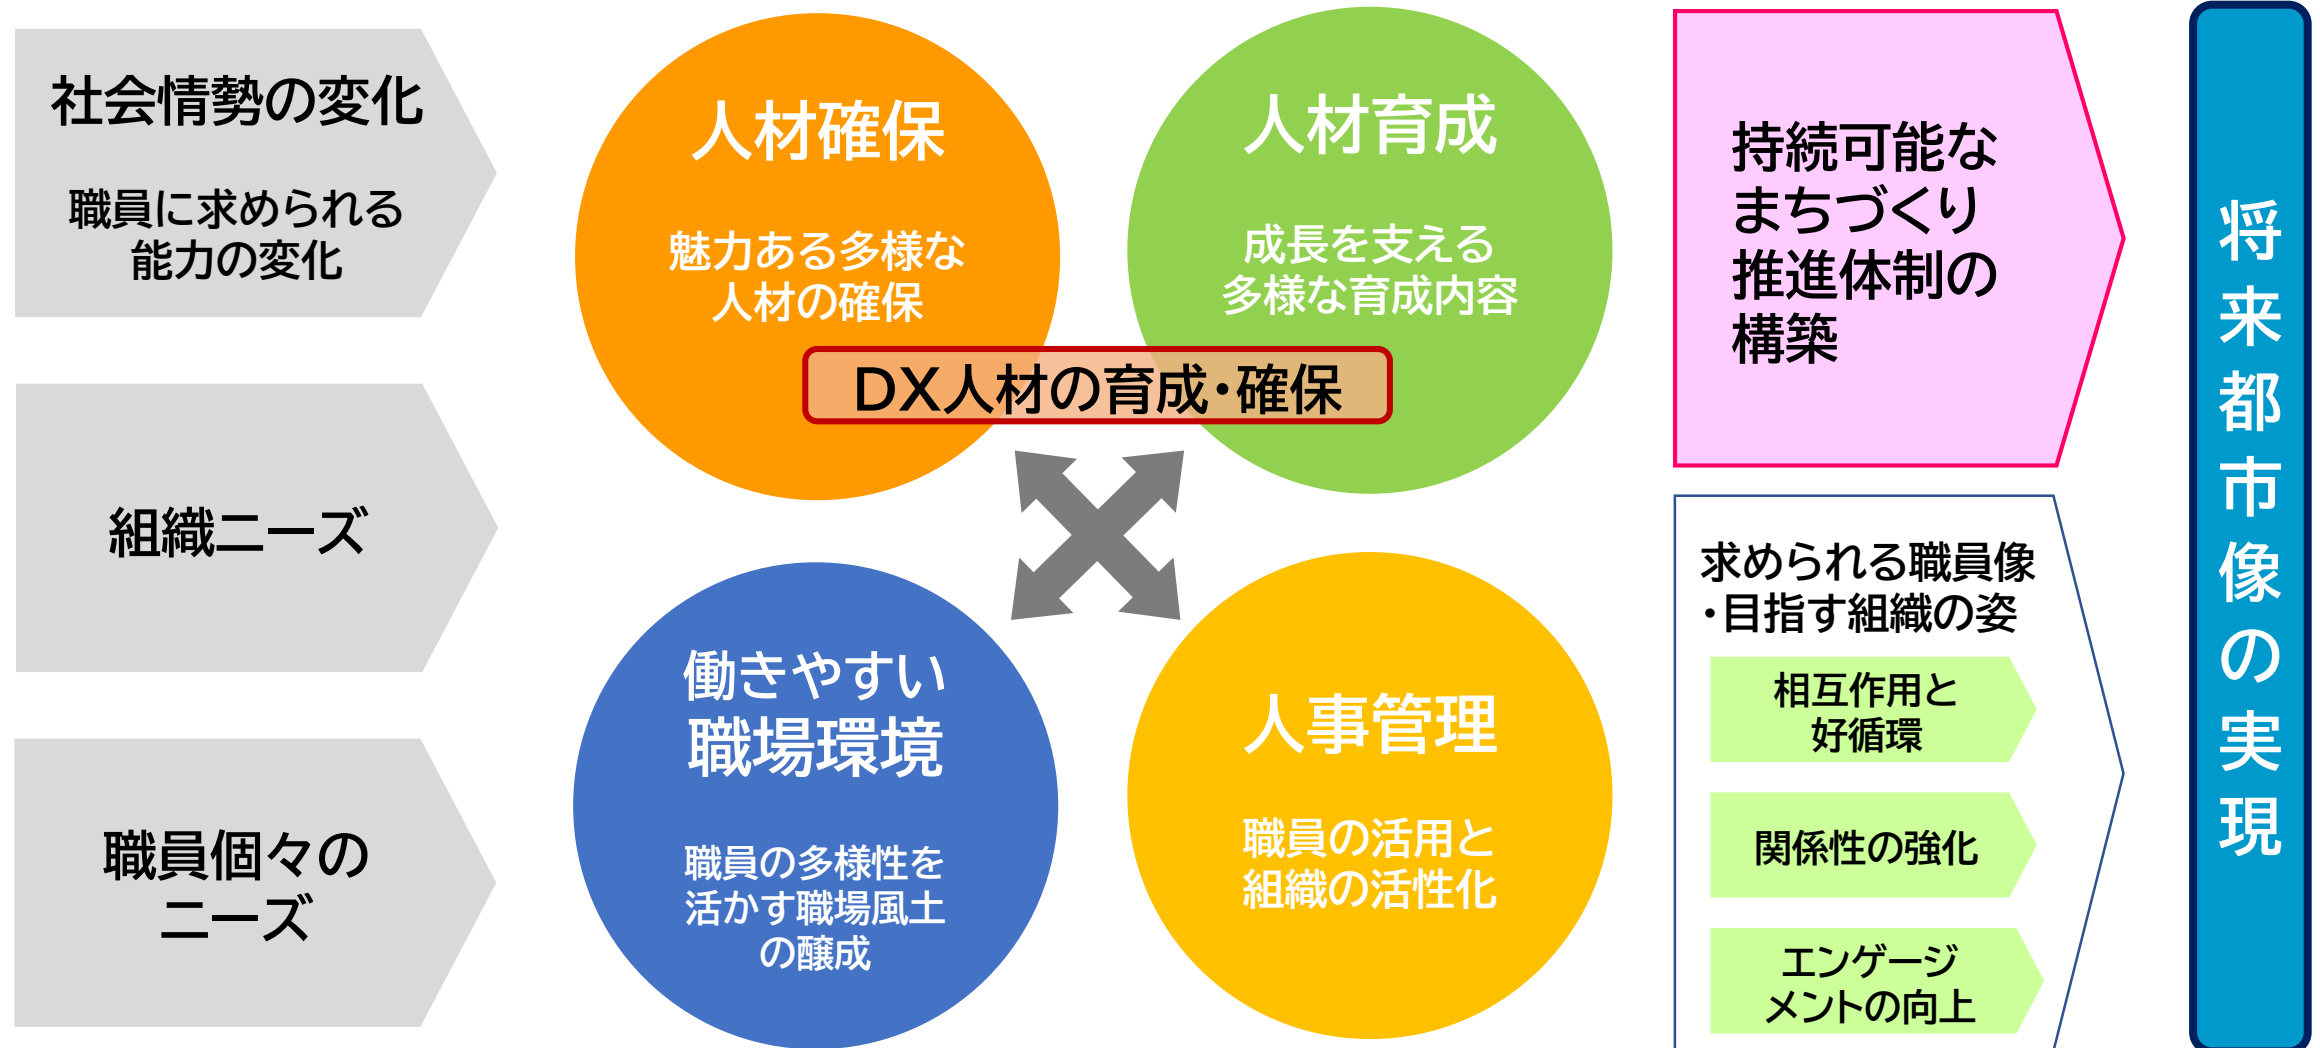 社会情勢の変化
職員に求められる
能力の変化
組織ニーズ
職員個々の
ニーズ
人材確保
魅力ある多様な
人材の確保
人材育成
成長を支える
多様な育成内容
DX人材の育成・確保
働きやすい
職場環境
職員の多様性を
活かす職場風土
の醸成
人事管理
職員の活用と
組織の活性化
持続可能な
まちづくり
推進体制の
構築
求められる職員像
・目指す組織の姿
相互作用と
好循環
関係性の強化
エンゲージ
メントの向上
将来都市像の実現